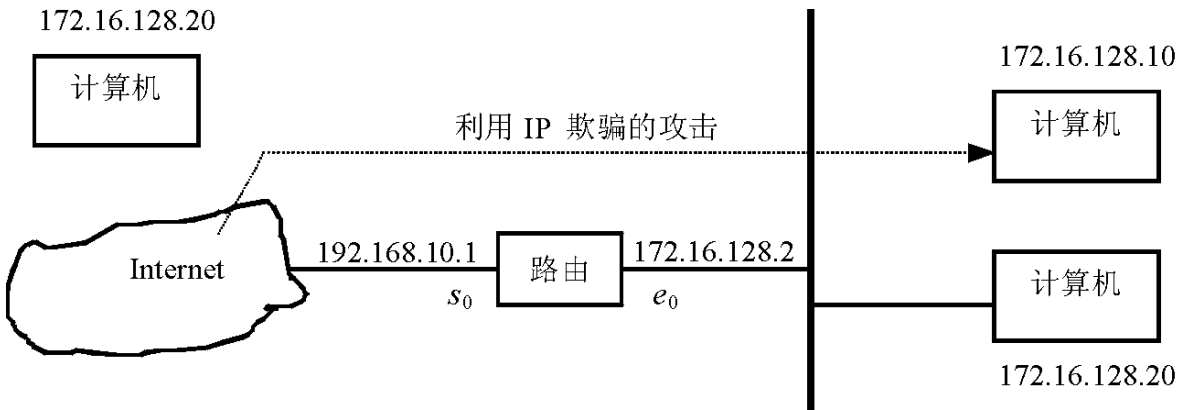 172.16.128.20
计算机
172.16.128.10
计算机
利用 IP 欺骗的攻击
Internet
192.168.10.1
路由
172.16.128.2
s0
e0
计算机
172.16.128.20